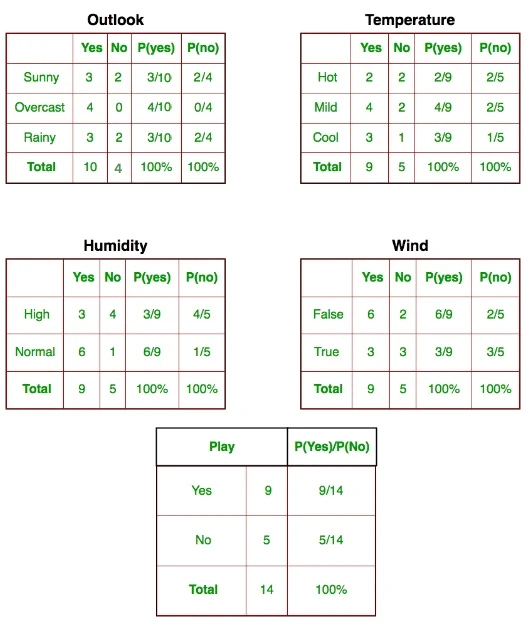 Outlook Temperature
Yes No P(yes) P(no) Yes No P(yes) P(no)
Sunny 3 2 3/10 2/4 Hot 2 2 2/9 2/5
Overcast 4 0 4/10 0/4 Mild 4 2 4/9 2/5
Rainy 3 2 3/10 2/4 Cool 3 1 3/9 1/5
Total 10 4 100% 100% Total 9 5 100% 100%
Humidity Wind
Yes No P(yes) P(no) Yes No P(yes) P(no)
High 3 4 3/9 4/5 False 6 2 6/9 2/5
Normal 6 1 6/9 1/5 True 3 3 3/9 3/5
Total 9 5 100% 100% Total 9 5 100% 100%
Play P(Yes)/P(No)
Yes 9 9/14
No 5 5/14
Total 14 100%